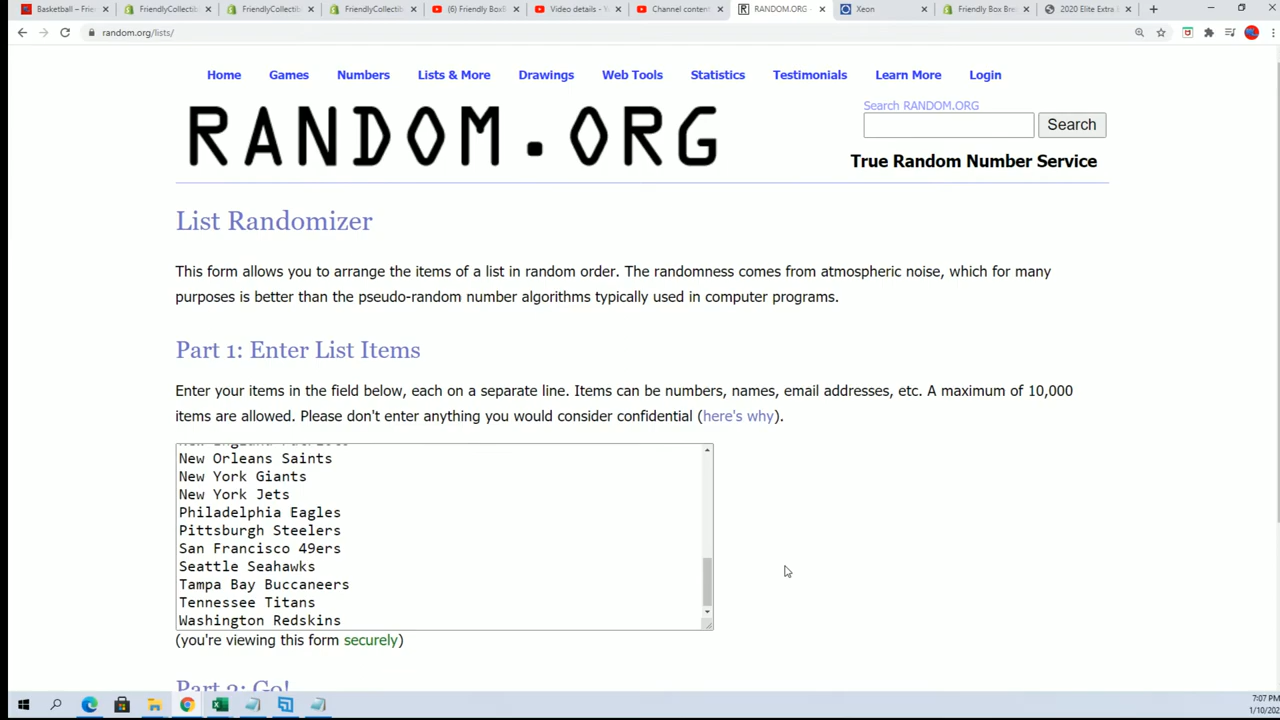 Basketball – Frie
FriendlyCollectib
FriendlyCollectib
FriendlyCollectib
(6) Friendly BoxB
Video details - Y
Channel content
RANDOM.ORG -
Xeon
Friendly Box Bre
2020 Elite Extra
random.org/lists/
Home Games Numbers Lists & More Drawings Web Tools Statistics Testimonials Learn More Login
RANDOM.ORG
Search RANDOM.ORG
Search
True Random Number Service
List Randomizer
This form allows you to arrange the items of a list in random order. The randomness comes from atmospheric noise, which for many
purposes is better than the pseudo-random number algorithms typically used in computer programs.
Part 1: Enter List Items
Enter your items in the field below, each on a separate line. Items can be numbers, names, email addresses, etc. A maximum of 10,000
items are allowed. Please don't enter anything you would consider confidential (here's why).
New England Patriots
New Orleans Saints
New York Giants
New York Jets
Philadelphia Eagles
Pittsburgh Steelers
San Francisco 49ers
Seattle Seahawks
Tampa Bay Buccaneers
Tennessee Titans
Washington Redskins
(you're viewing this form securely)
Part 2: Go!
7:07 PM
1/10/202